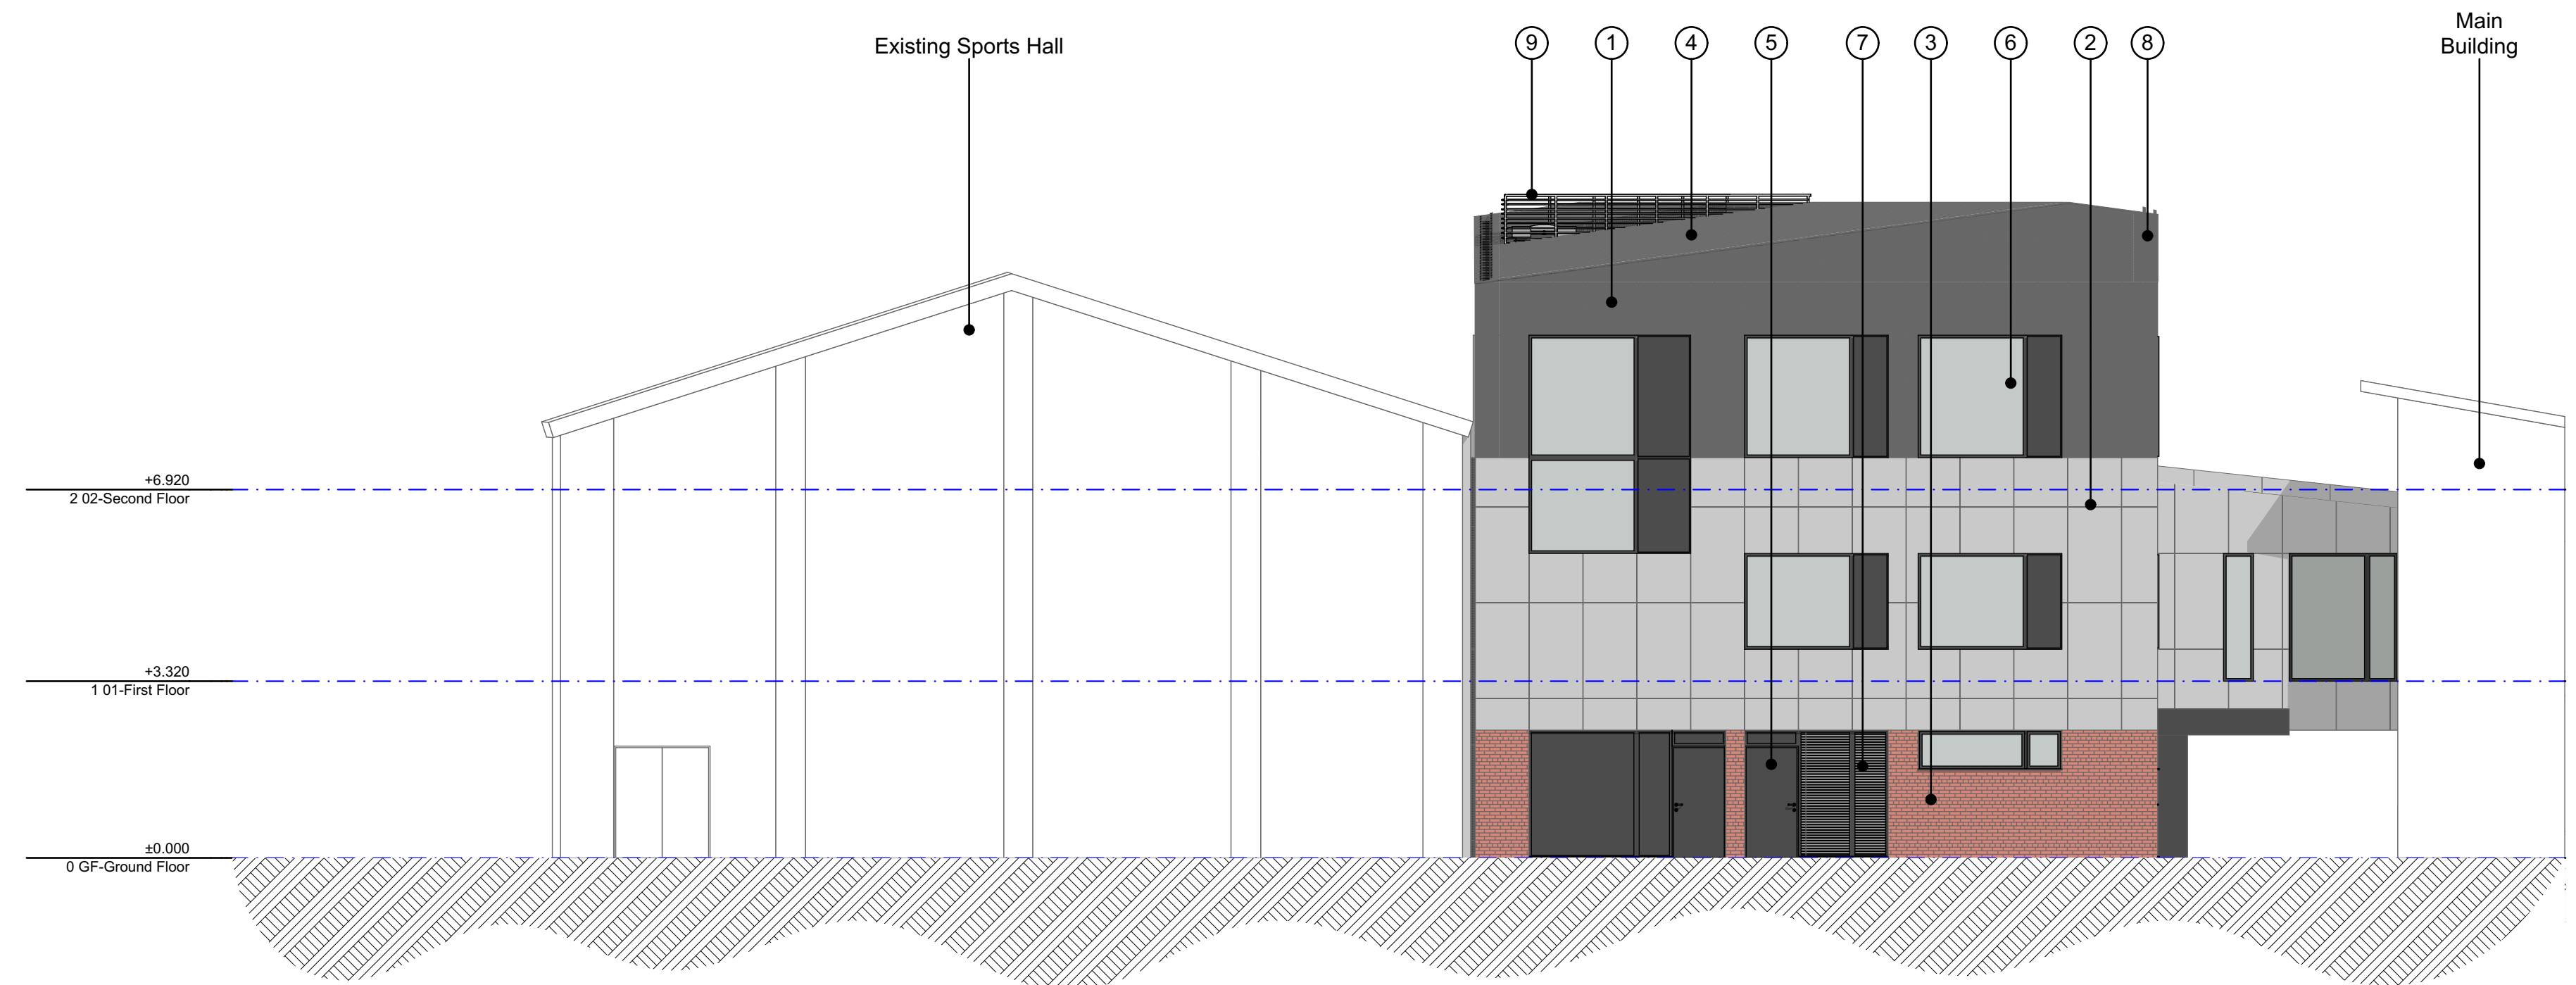 Existing Sports Hall
9 1 4 5 7 3 6 2 8
Main
Building
+6.920
2 02-Second Floor
+3.320
1 01-First Floor
±0.000
0 GF-Ground Floor